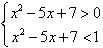 x² − 5x + 7 > 0
x² − 5x + 7 < 1